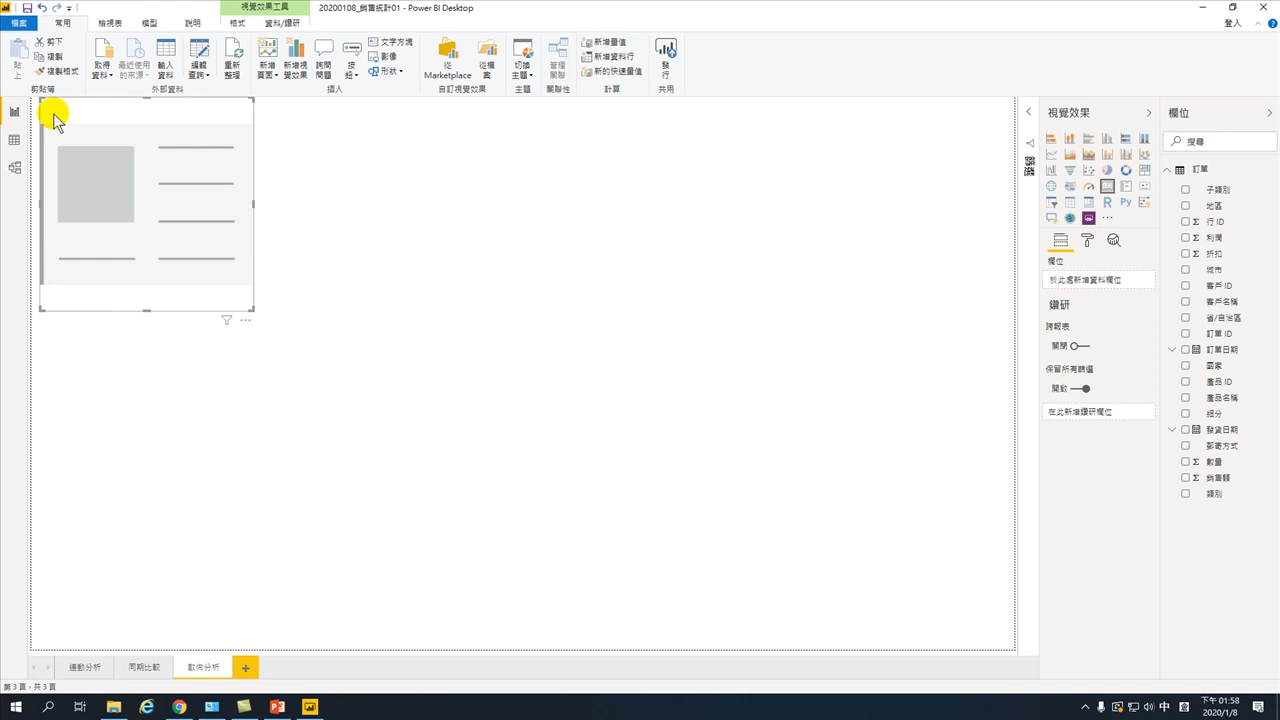 視覺效果工具
20200108_銷售統計01 - Power BI Desktop
檔案
常用
檢視表
模型
說明
格式
資料/鑽研
登入
貼上
剪下
複製
複製格式
剪貼簿
取得資料
最近使用的來源
輸入資料
編輯查詢
重新整理
外部資料
新增頁面
新增視覺效果
詢問問題
按鈕
文字方塊
影像
形狀
插入
從 Marketplace
從檔案
自訂視覺效果
切換主題
主題
管理關聯
關聯性
新增量值
新增資料行
新的快速量值
計算
發行
共用
篩選
視覺效果
R
Py
欄位
於此處新增資料欄位
鑽研
跨報表
關閉
保留所有篩選
開啟
在此新增鑽研欄位
欄位
搜尋
訂單
子類別
地區
Σ 行 ID
Σ 利潤
Σ 折扣
城市
客戶 ID
客戶名稱
省/自治區
訂單 ID
訂單日期
國家
產品 ID
產品名稱
細分
發貨日期
郵寄方式
Σ 數量
Σ 銷售額
類別
連動分析
同期比較
散佈分析
+
第 3 頁，共 3 頁
中
下午 01:58
2020/1/8